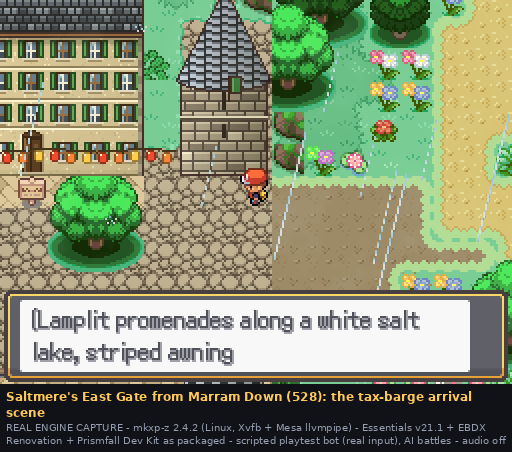 (Lamplit promenades along a white salt
lake, striped awning
Saltmere's East Gate from Marram Down (528): the tax-barge arrival
scene
REAL ENGINE CAPTURE - mkxp-z 2.4.2 (Linux, Xvfb + Mesa llvmpipe) - Essentials v21.1 + EBDX
Renovation + Prismfall Dev Kit as packaged - scripted playtest bot (real input), AI battles - audio off